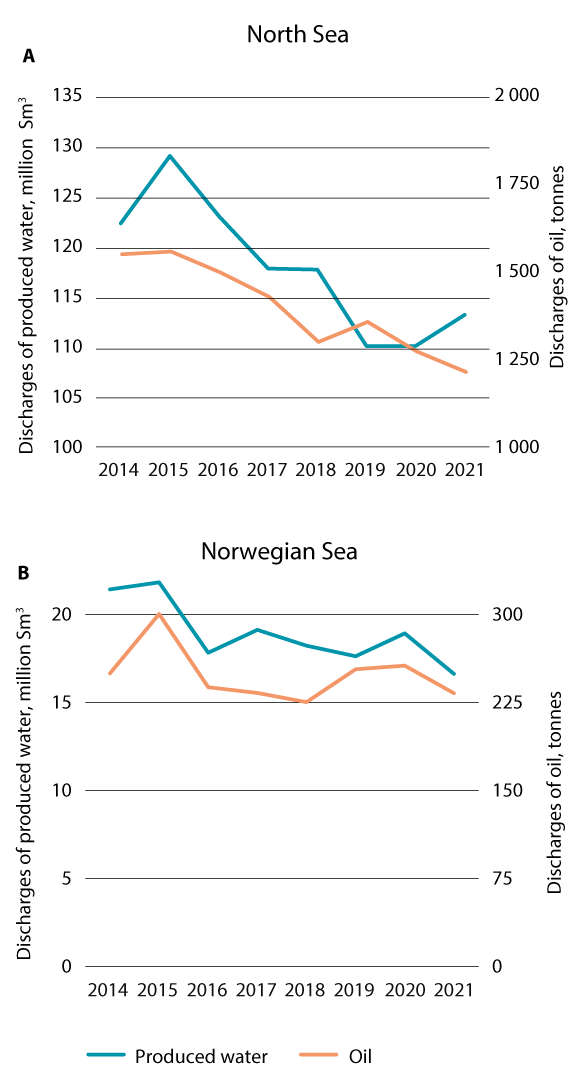 North Sea
A
Discharges of produced water, million Sm³
135
130
125
120
115
110
105
100
2 000
1 750
1 500
1 250
1 000
Discharges of oil, tonnes
2014 2015 2016 2017 2018 2019 2020 2021
Norwegian Sea
B
Discharges of produced water, million Sm³
20
15
10
5
0
300
225
150
75
0
Discharges of oil, tonnes
2014 2015 2016 2017 2018 2019 2020 2021
Produced water Oil